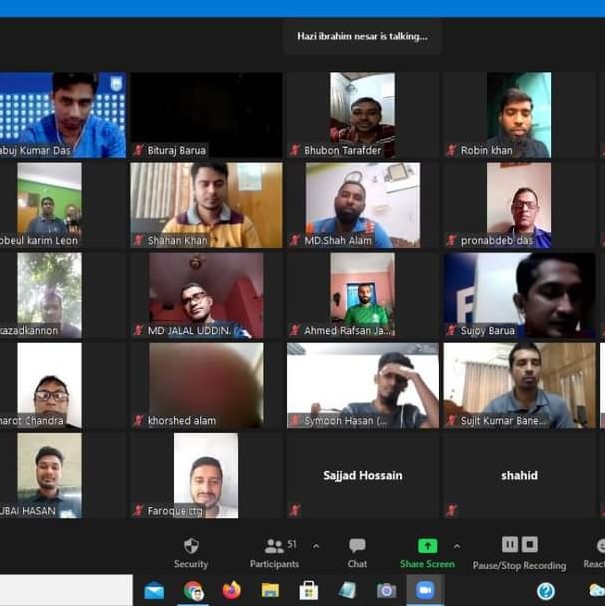 Hazi ibrahim nesar is talking...
abuj Kumar Das
Bituraj Barua
Bhubon Tarafder
Robin khan
obeul karim Leon
Shahan Khan
MD.Shah Alam
pronabdeb das
kazadkannon
MD JALAL UDDIN. (
Ahmed Rafsan Ja...
Sujoy Barua
harot Chandra
khorshed alam
Symoon Hasan (...
Sujit Kumar Bane...
UBAI HASAN
Faroque.ctg
Sajjad Hossain
shahid
Security
Participants
51
Chat
Share Screen
Pause/Stop Recording
React